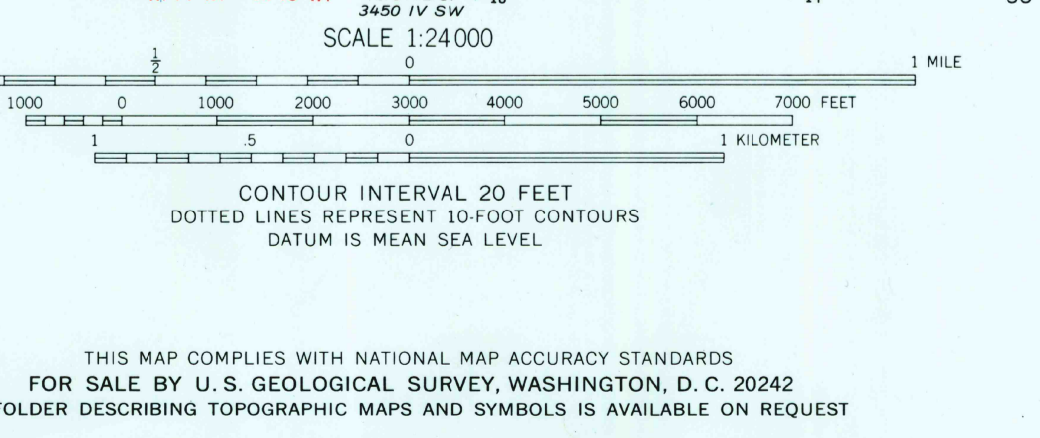 3450 IV SW
SCALE 1:24000
½ 0 1 MILE
1000 0 1000 2000 3000 4000 5000 6000 7000 FEET
1 .5 0 1 KILOMETER
CONTOUR INTERVAL 20 FEET
DOTTED LINES REPRESENT 10-FOOT CONTOURS
DATUM IS MEAN SEA LEVEL
THIS MAP COMPLIES WITH NATIONAL MAP ACCURACY STANDARDS
FOR SALE BY U. S. GEOLOGICAL SURVEY, WASHINGTON, D. C. 20242
FOLDER DESCRIBING TOPOGRAPHIC MAPS AND SYMBOLS IS AVAILABLE ON REQUEST